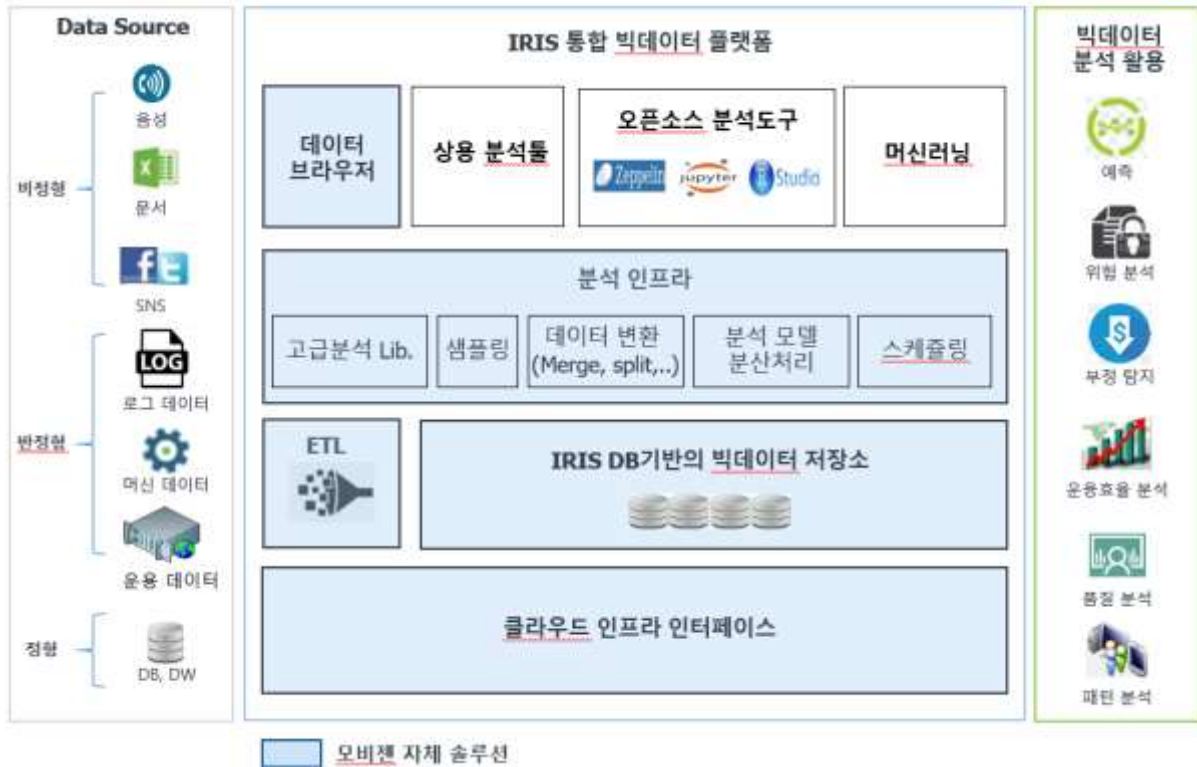 Data Source
음성
문서
비정형
SNS
로그 데이터
LOG
반정형
머신 데이터
운용 데이터
정형
DB, DW
IRIS 통합 빅데이터 플랫폼
데이터
브라우저
상용 분석툴
오픈소스 분석도구
Zeppelin
jupyter
R Studio
머신러닝
분석 인프라
고급분석 Lib.
샘플링
데이터 변환
(Merge, split,..)
분석 모델
분산처리
스케쥴링
ETL
IRIS DB기반의 빅데이터 저장소
클라우드 인프라 인터페이스
빅데이터
분석 활용
예측
위험 분석
부정 탐지
운용효율 분석
품질 분석
패턴 분석
모비젠 자체 솔루션